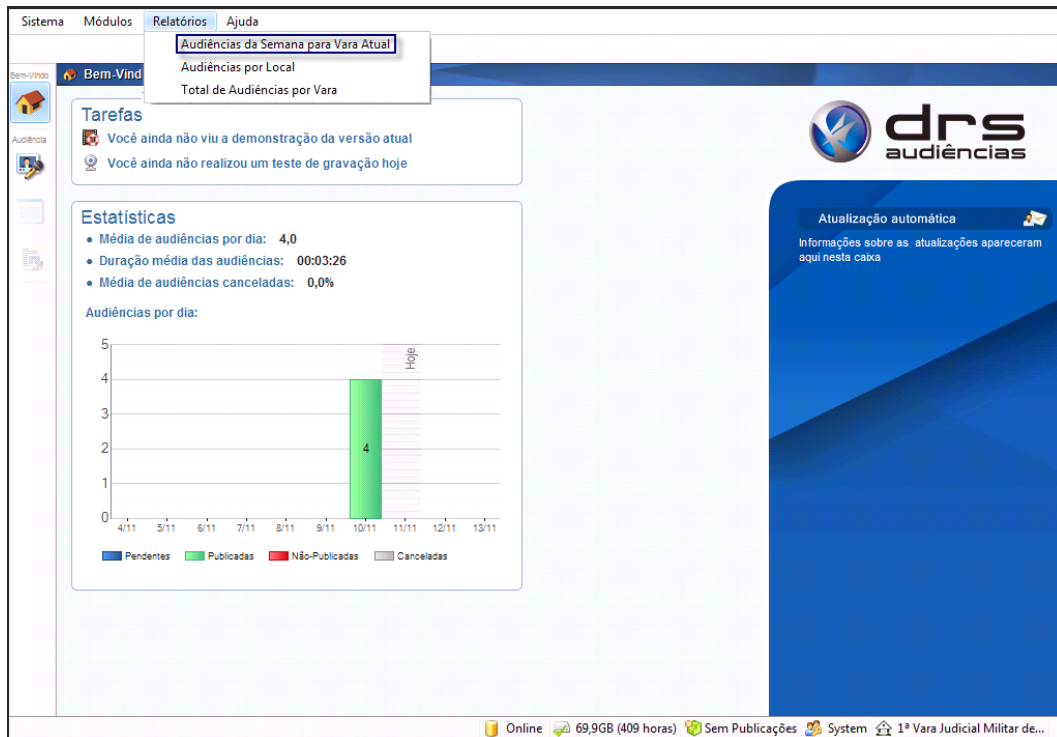 Sistema Módulos Relatórios Ajuda
Audiências da Semana para Vara Atual
Audiências por Local
Total de Audiências por Vara
Bem-Vindo
Bem-Vind
Audiência
Tarefas
Você ainda não viu a demonstração da versão atual
Você ainda não realizou um teste de gravação hoje
drs
audiências
Estatísticas
Média de audiências por dia: 4,0
Duração média das audiências: 00:03:26
Média de audiências canceladas: 0,0%
Audiências por dia:
Hoje
5
4
3
2
1
0
4
4/11 5/11 6/11 7/11 8/11 9/11 10/11 11/11 12/11 13/11
Pendentes Publicadas Não-Publicadas Canceladas
Atualização automática
Informações sobre as atualizações apareceram
aqui nesta caixa
Online 69,9GB (409 horas) Sem Publicações System 1ª Vara Judicial Militar de...